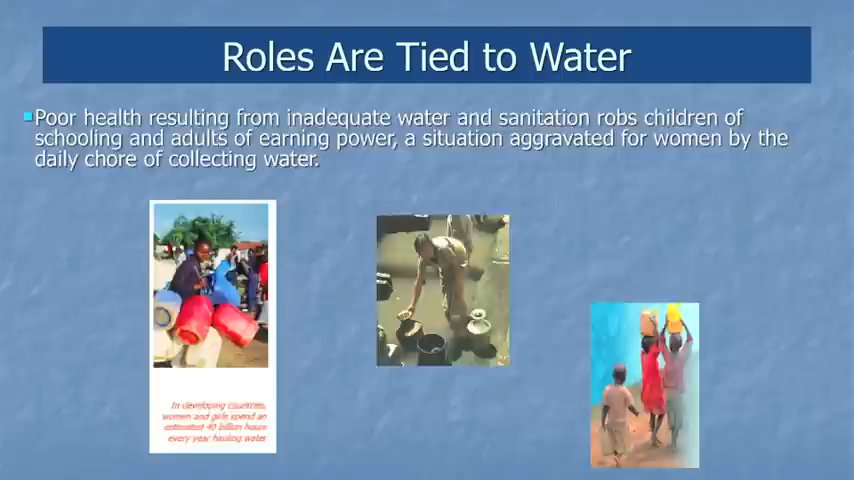 Roles Are Tied to Water
Poor health resulting from inadequate water and sanitation robs children of
schooling and adults of earning power, a situation aggravated for women by the
daily chore of collecting water.
In developing countries,
women and girls spend an
estimated 40 billion hours
every year hauling water